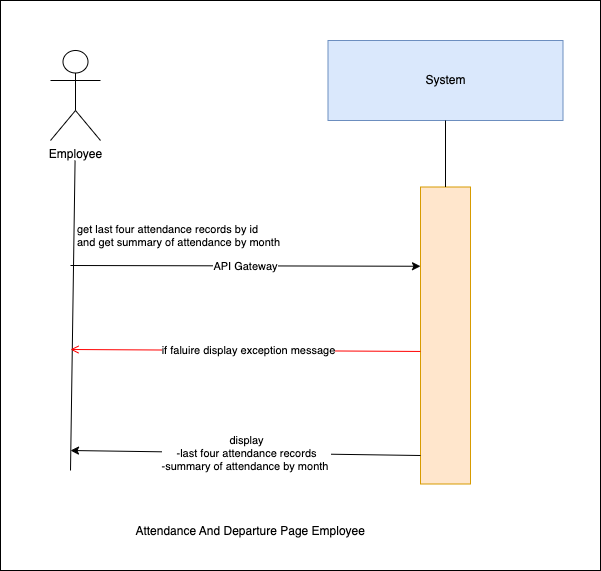 System
Employee
get last four attendance records by id
and get summary of attendance by month
API Gateway
if faluire display exception message
display
-last four attendance records
-summary of attendance by month
Attendance And Departure Page Employee